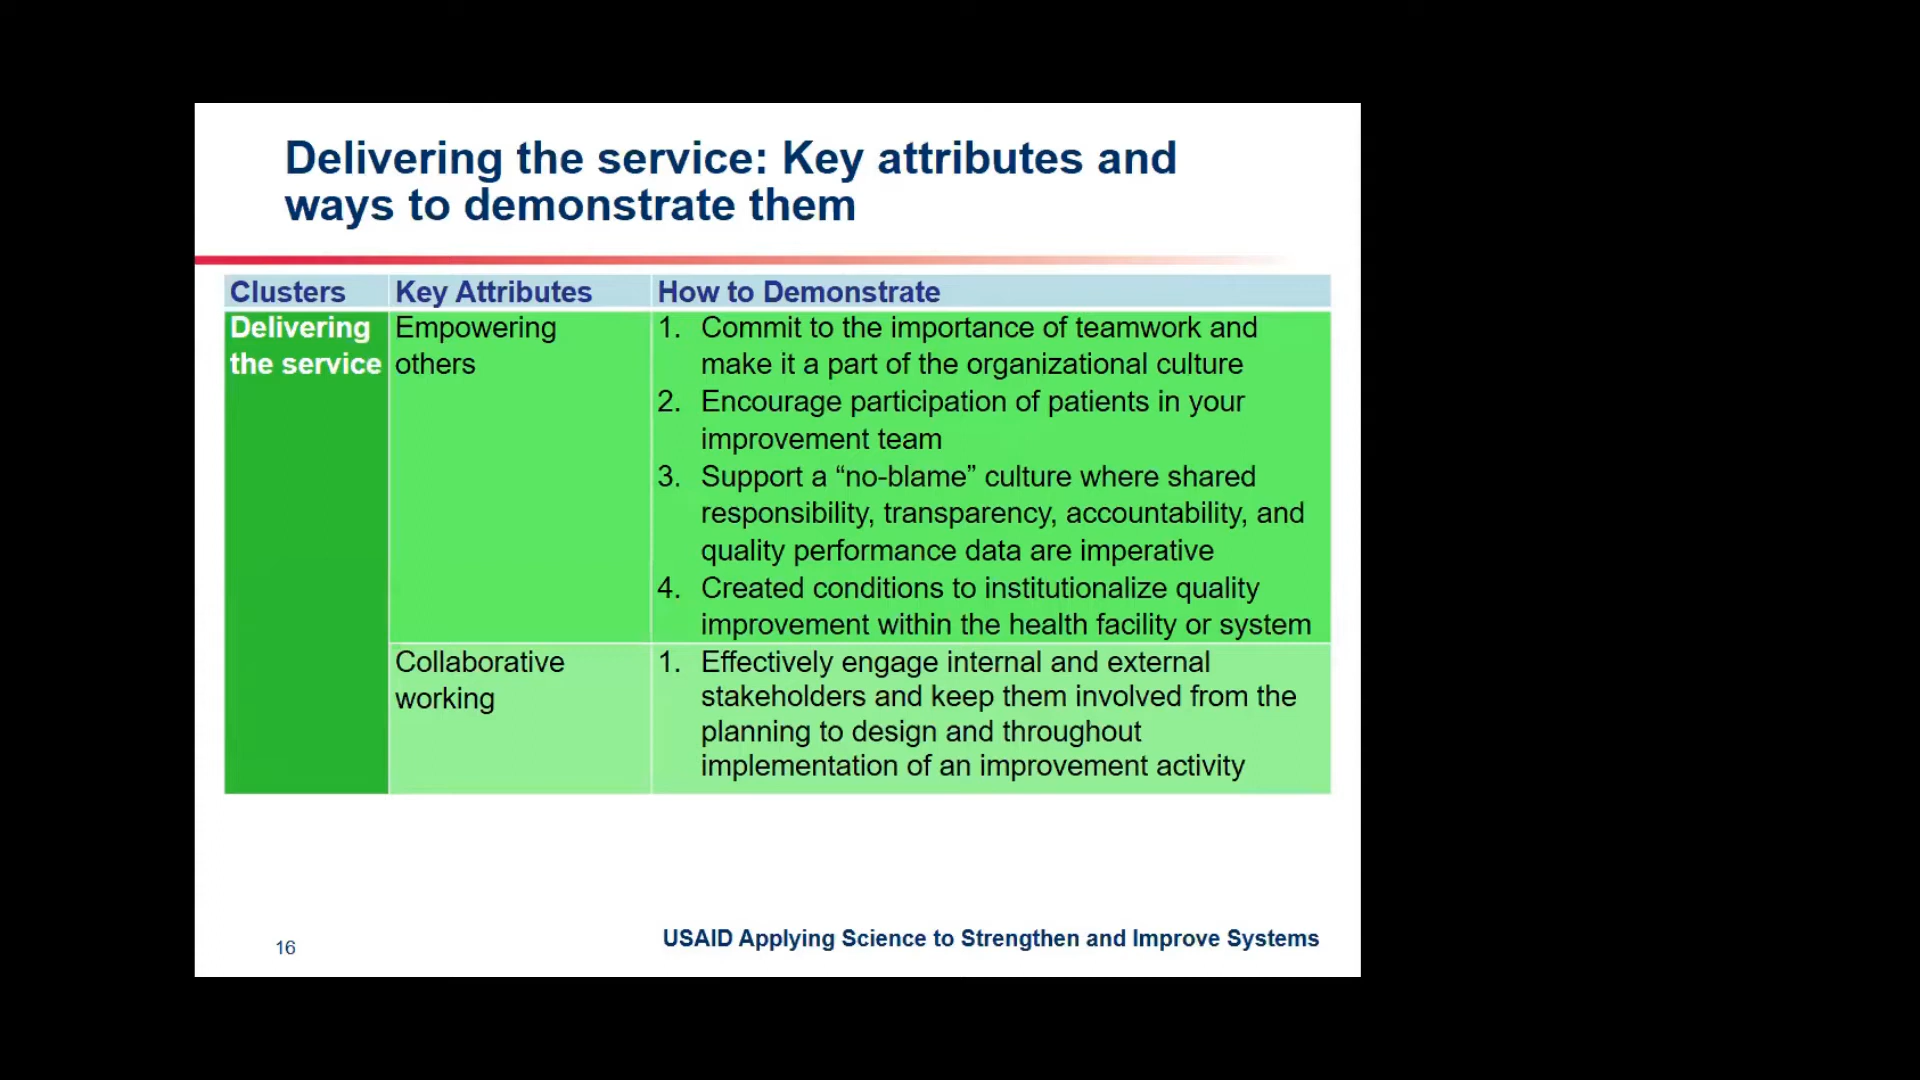 Delivering the service: Key attributes and
ways to demonstrate them
Clusters
Key Attributes
How to Demonstrate
Delivering
the service
Empowering
others
1. Commit to the importance of teamwork and
make it a part of the organizational culture
2. Encourage participation of patients in your
improvement team
3. Support a “no-blame” culture where shared
responsibility, transparency, accountability, and
quality performance data are imperative
4. Created conditions to institutionalize quality
improvement within the health facility or system
Collaborative
working
1. Effectively engage internal and external
stakeholders and keep them involved from the
planning to design and throughout
implementation of an improvement activity
16
USAID Applying Science to Strengthen and Improve Systems